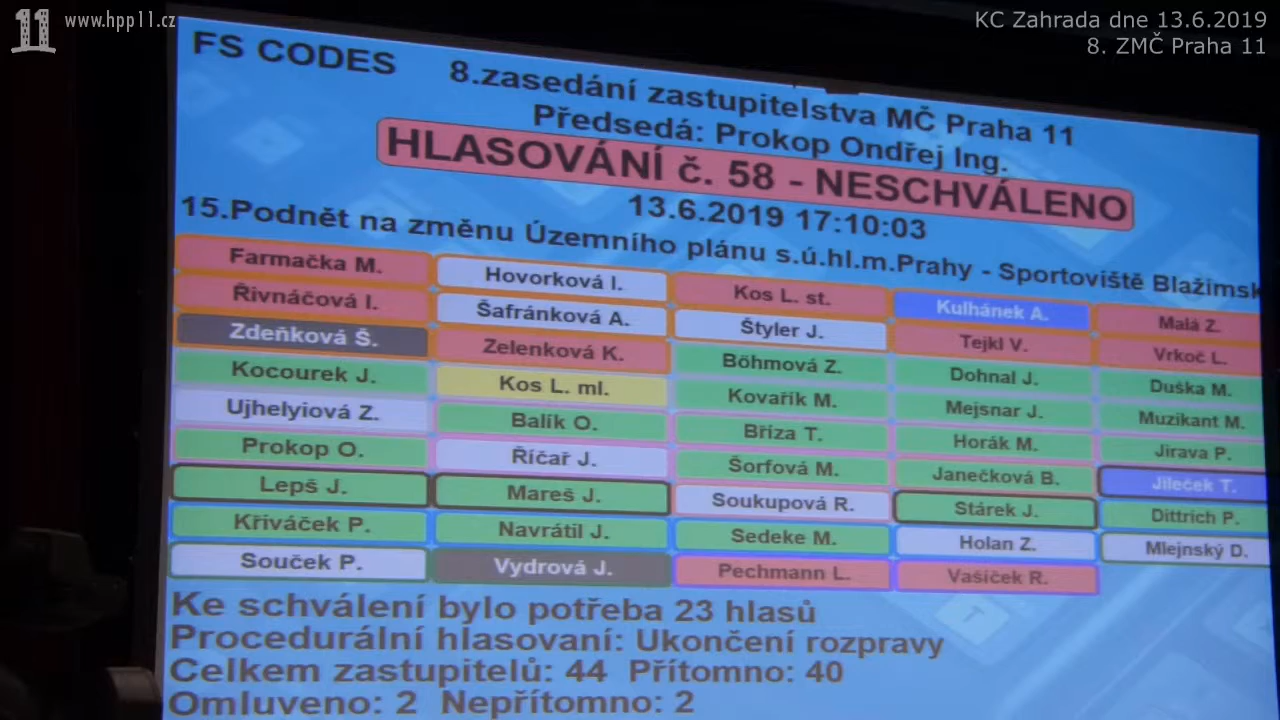 11 www.hpp11.cz
KC Zahrada dne 13.6.2019
8. ZMČ Praha 11
FS CODES
8.zasedání zastupitelstva MČ Praha 11
Předsedá: Prokop Ondřej Ing.
HLASOVÁNÍ č. 58 - NESCHVÁLENO
13.6.2019 17:10:03
15.Podnět na změnu Územního plánu s.ú.hl.m.Prahy - Sportoviště Blažimsk
Farmačka M. Hovorková I. Kos L. st. Kulhánek A. Malá Z.
Řivnáčová I. Šafránková A. Štyler J. Tejkl V. Vrkoč L.
Zdeňková Š. Zelenková K. Böhmová Z. Dohnal J. Duška M.
Kocourek J. Kos L. ml. Kovařík M. Mejsnar J. Muzikant M.
Ujhelyiová Z. Balík O. Bříza T. Horák M. Jirava P.
Prokop O. Říčař J. Šorfová M. Janečková B. Jileček T.
Lepš J. Mareš J. Soukupová R. Stárek J. Dittrich P.
Křiváček P. Navrátil J. Sedeke M. Holan Z. Mlejnský D.
Souček P. Vydrová J. Pechmann L. Vašíček R.
Ke schválení bylo potřeba 23 hlasů
Procedurální hlasovaní: Ukončení rozpravy
Celkem zastupitelů: 44 Přítomno: 40
Omluveno: 2 Nepřítomno: 2